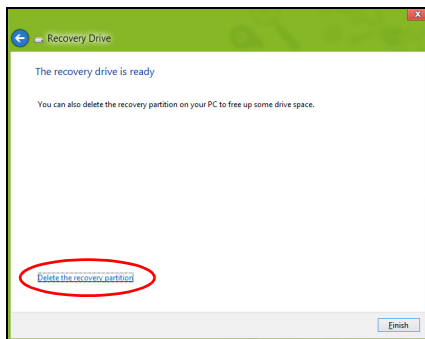 x
Recovery Drive
The recovery drive is ready
You can also delete the recovery partition on your PC to free up some drive space.
Delete the recovery partition
Finish